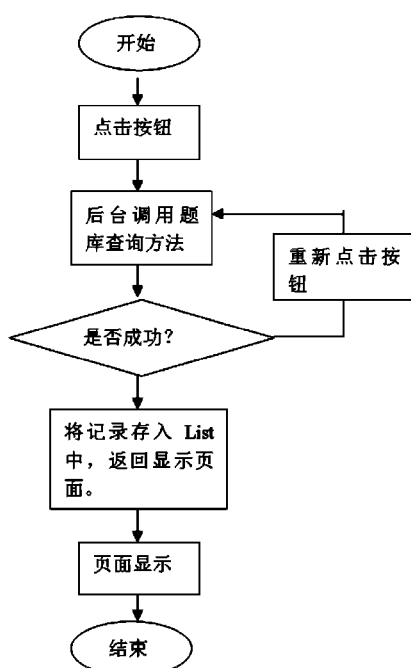 开始
点击按钮
后台调用题
库查询方法
重新点击按
钮
是否成功？
将记录存入 List
中，返回显示页
面。
页面显示
结束